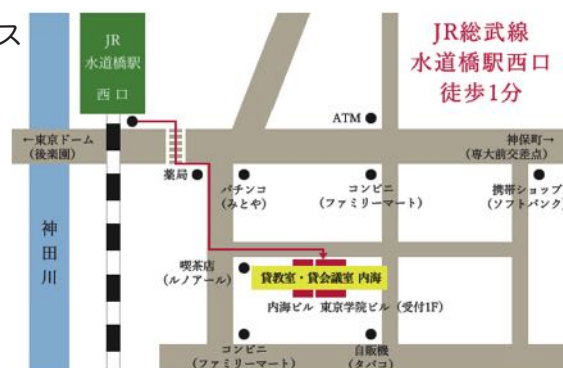 ス
JR
水道橋駅
西口
JR総武線
水道橋駅西口
徒歩1分
ATM
←東京ドーム
(後楽園)
神保町→
(専大前交差点)
薬局
パチンコ
(みとや)
コンビニ
(ファミリーマート)
携帯ショップ
(ソフトバンク)
神田川
喫茶店
(ルノアール)
貸教室・貸会議室 内海
内海ビル 東京学院ビル (受付1F)
コンビニ
(ファミリーマート)
自販機
(タバコ)